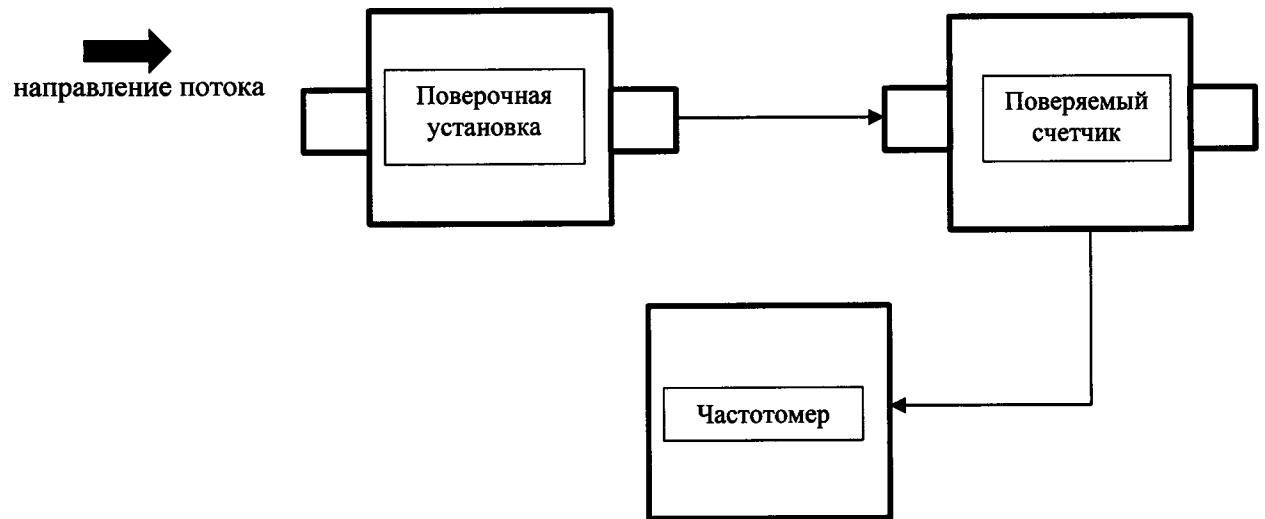 направление потока
Поверочная
установка
Поверяемый
счетчик
Частотомер